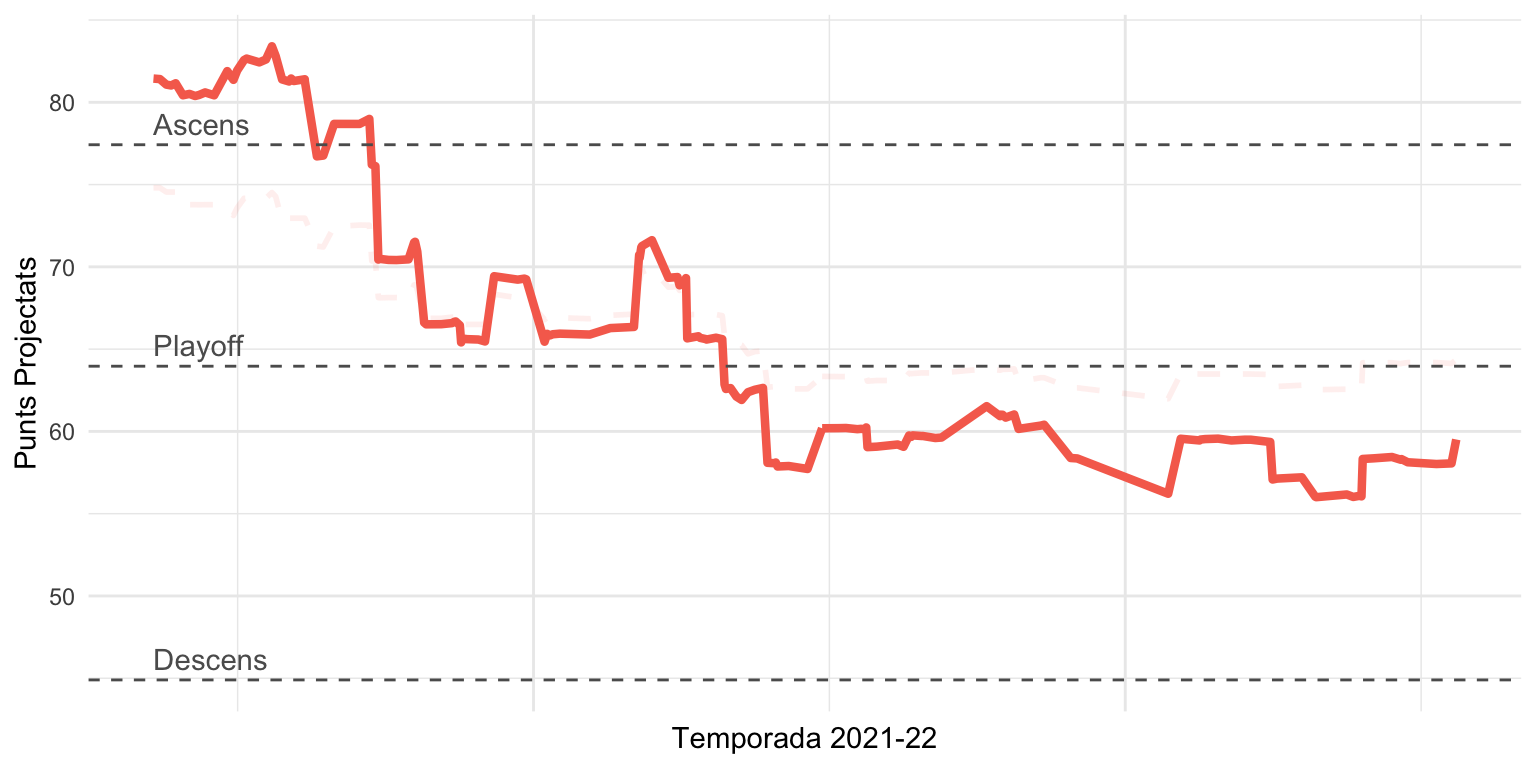 80
Ascens
70
Playoff
60
50
Descens
Punts Projectats
Temporada 2021-22